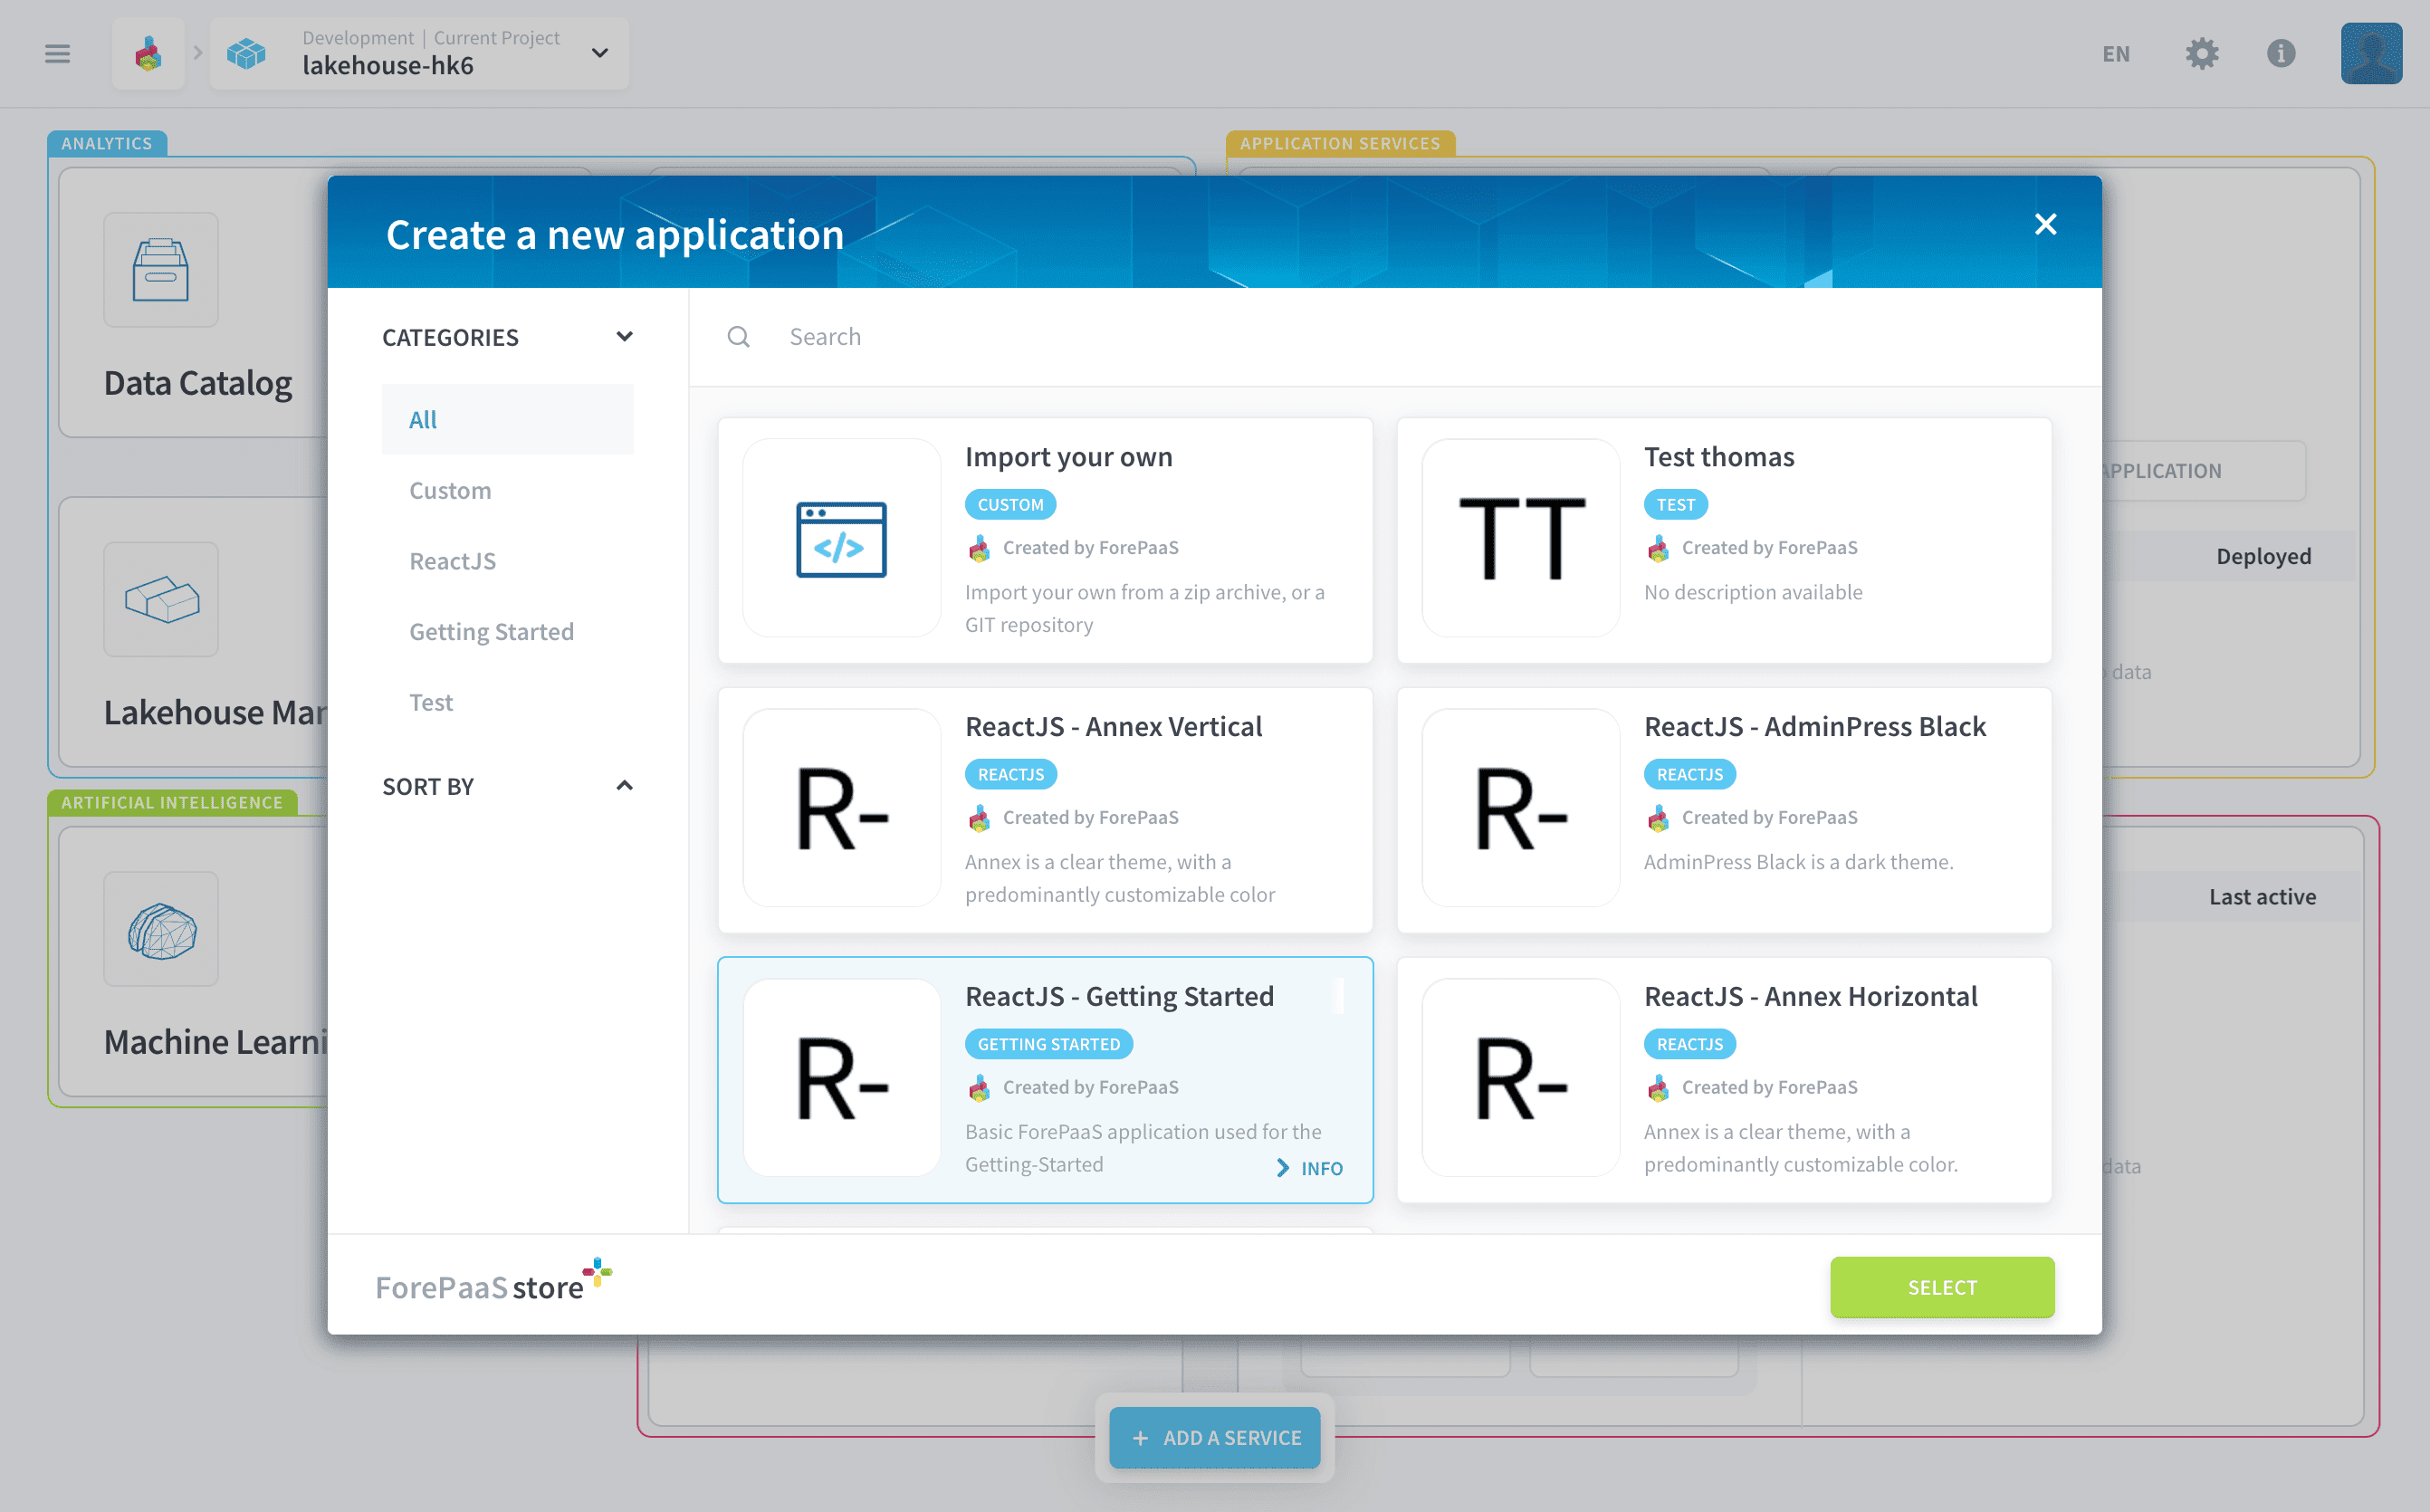 Development | Current Project
lakehouse-hk6
EN
ANALYTICS
APPLICATION SERVICES
Create a new application
CATEGORIES
Search
All
Custom
ReactJS
Getting Started
Test
SORT BY
Import your own
CUSTOM
Created by ForePaaS
Import your own from a zip archive, or a
GIT repository
Test thomas
TEST
Created by ForePaaS
No description available
TT
ReactJS - Annex Vertical
REACTJS
Created by ForePaaS
Annex is a clear theme, with a
predominantly customizable color
R-
ReactJS - AdminPress Black
REACTJS
Created by ForePaaS
AdminPress Black is a dark theme.
R-
ReactJS - Getting Started
GETTING STARTED
Created by ForePaaS
Basic ForePaaS application used for the
Getting-Started
INFO
R-
ReactJS - Annex Horizontal
REACTJS
Created by ForePaaS
Annex is a clear theme, with a
predominantly customizable color.
R-
ForePaaS store
SELECT
Data Catalog
Lakehouse Mar
ARTIFICIAL INTELLIGENCE
Machine Learni
APPLICATION
Deployed
data
Last active
data
+ ADD A SERVICE